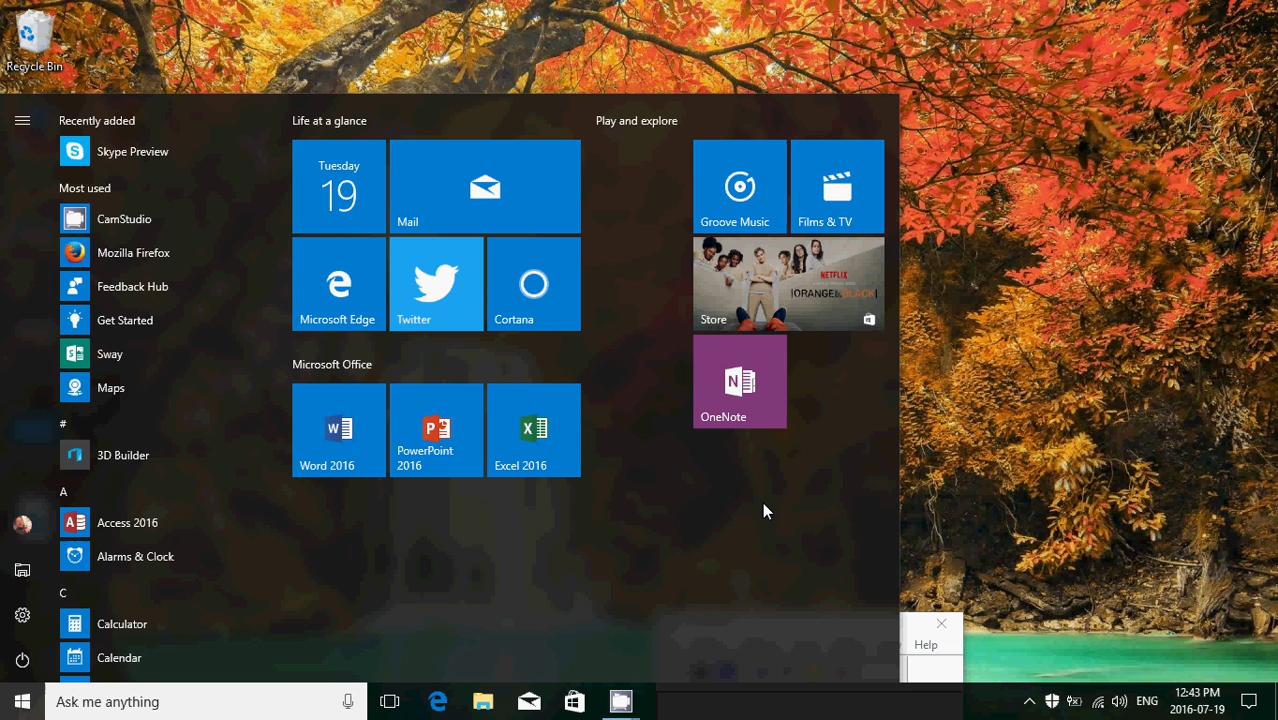 Recycle Bin
Recently added
Skype Preview
Most used
CamStudio
Mozilla Firefox
Feedback Hub
Get Started
Sway
Maps
#
3D Builder
A
Access 2016
Alarms & Clock
C
Calculator
Calendar
Life at a glance
Tuesday
19
Mail
Microsoft Edge
Twitter
Cortana
Microsoft Office
Word 2016
PowerPoint
2016
Excel 2016
Play and explore
Groove Music
Films & TV
NETFLIX
Store
OneNote
Help
Ask me anything
ENG
12:43 PM
2016-07-19